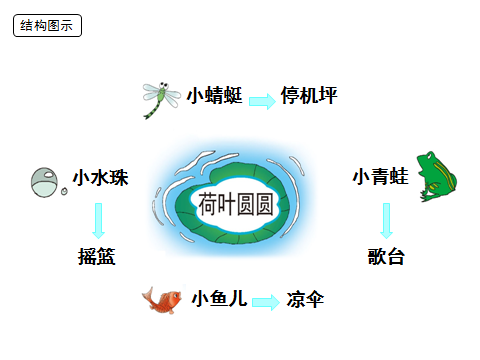 结构图示
小蜻蜓 停机坪
小水珠
小青蛙
荷叶圆圆
摇篮
歌台
小鱼儿 凉伞